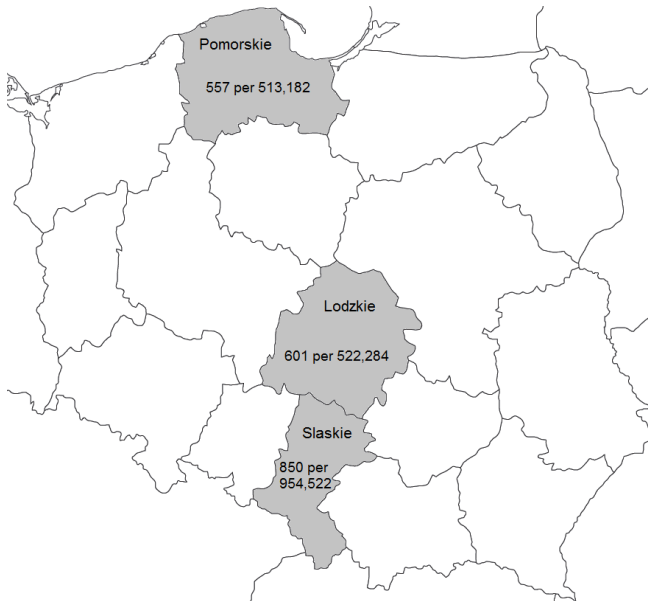 Pomorskie
557 per 513,182
Lodzkie
601 per 522,284
Slaskie
850 per
954,522